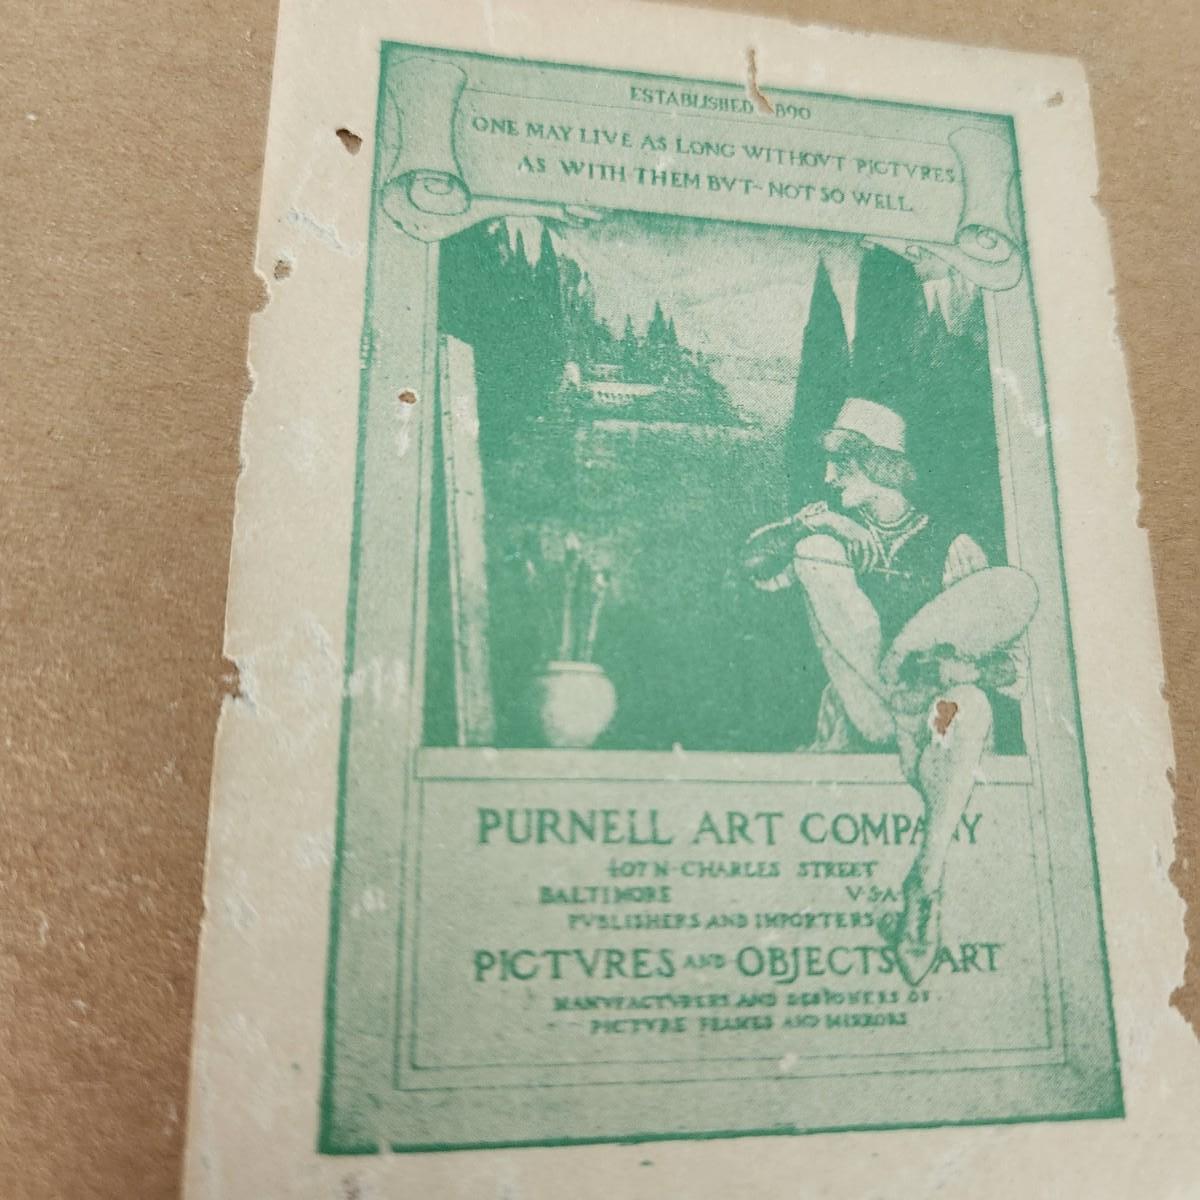 ESTABLISHED 1890
ONE MAY LIVE AS LONG WITHOVT PICTVRES
AS WITH THEM BVT- NOT SO WELL
PURNELL ART COMPANY
407 N · CHARLES STREET
BALTIMORE V·S·A
PVBLISHERS AND IMPORTERS OF
PICTVRES AND OBJECTS ART
MANVFACTVRERS AND DESIGNERS OF
PICTVRE FRAMES AND MIRRORS